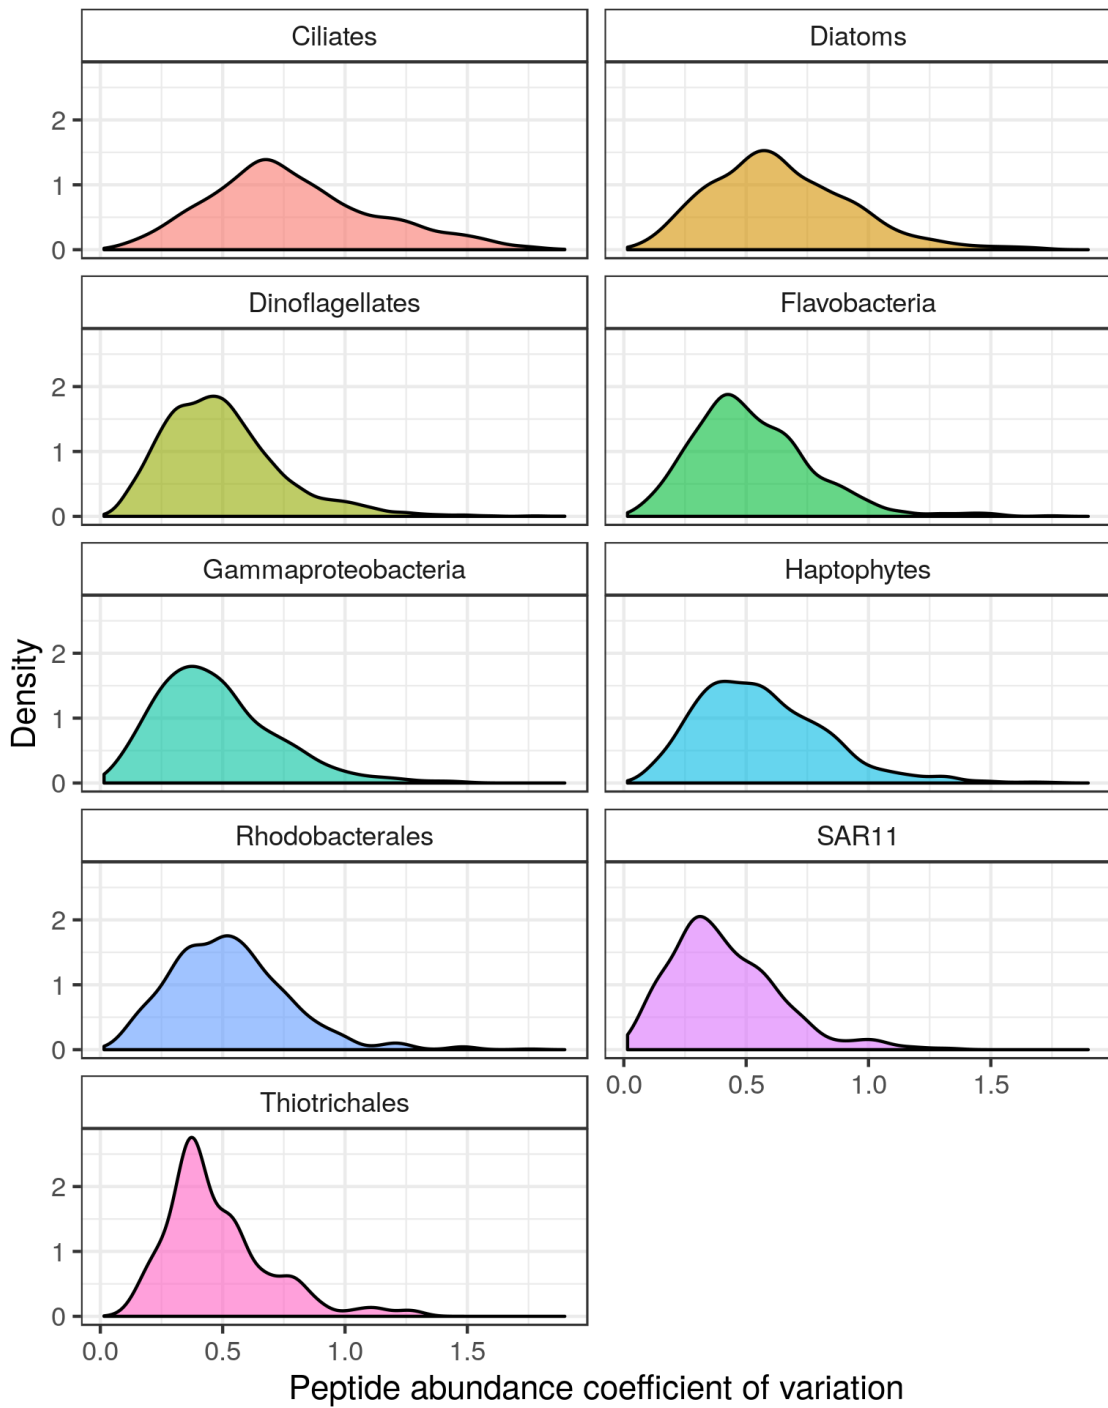 Ciliates
Diatoms
2
1
0
Dinoflagellates
Flavobacteria
2
1
0
Gammaproteobacteria
Haptophytes
2
1
0
Density
Rhodobacterales
SAR11
2
1
0
0.0 0.5 1.0 1.5
Thiotrichales
2
1
0
0.0 0.5 1.0 1.5
Peptide abundance coefficient of variation